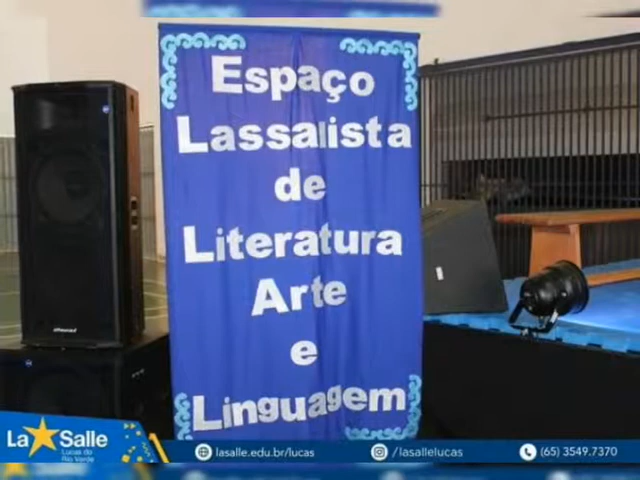 Espaço
Lassalista
de
Literatura
Arte
e
Linguagem
La Salle
Lucas do
Rio Verde
lasalle.edu.br/lucas
/lasallelucas
(65) 3549.7370